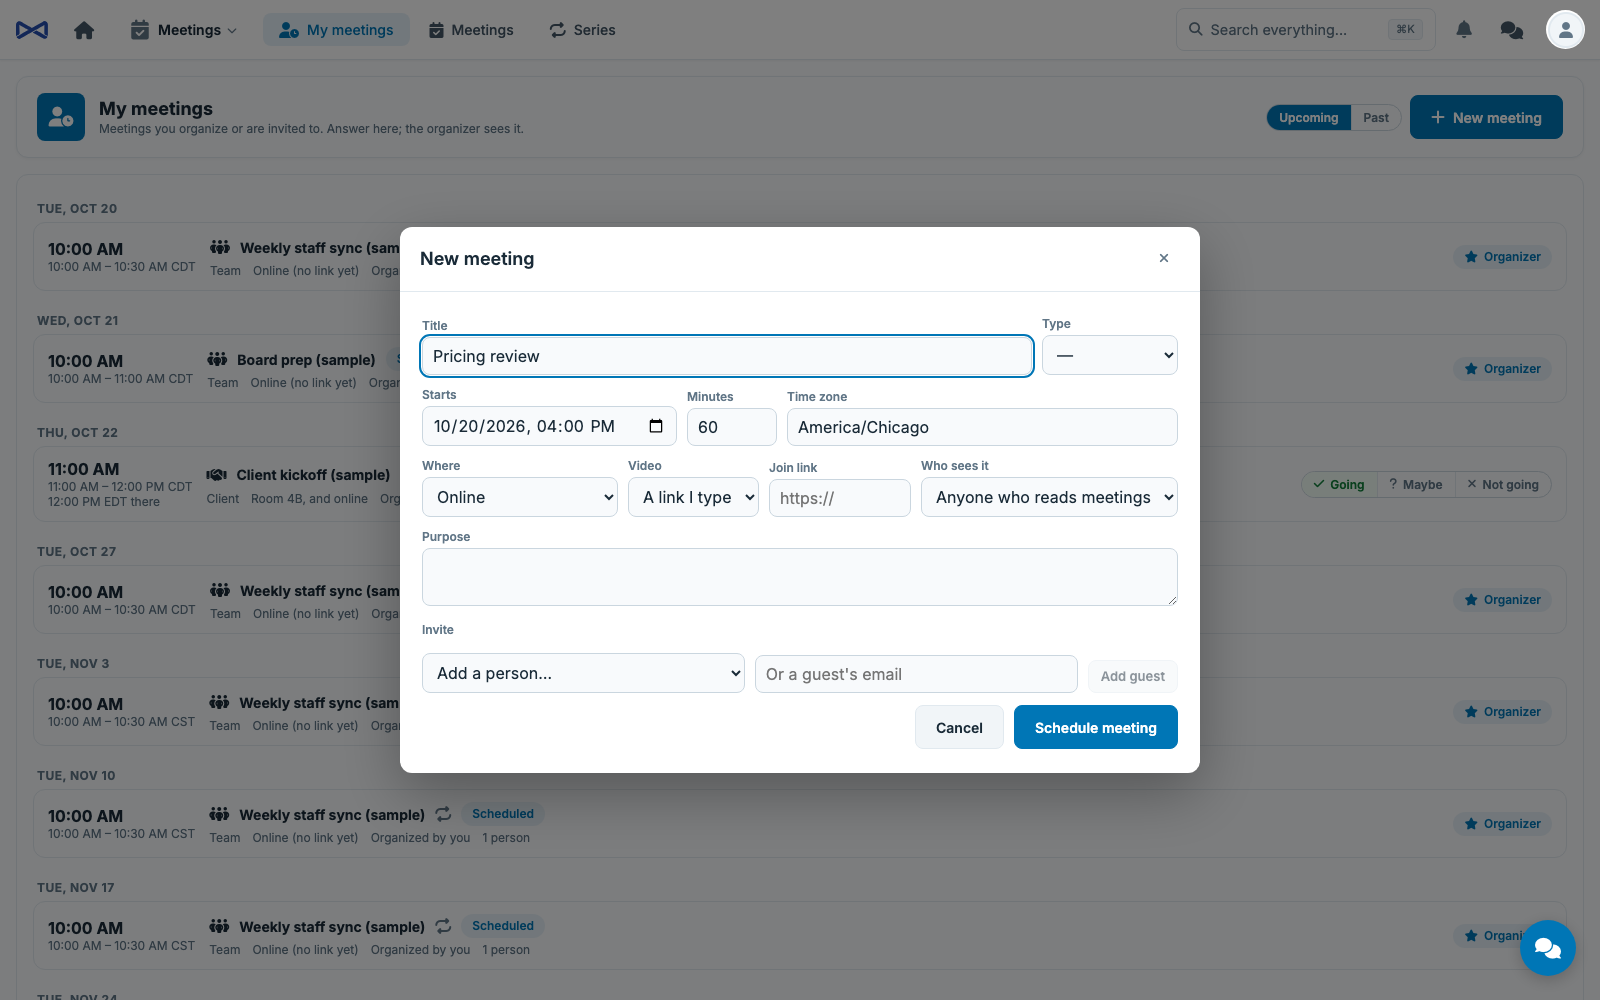 Meetings
My meetings
Meetings
Series
Search everything...
⌘K
My meetings
Meetings you organize or are invited to. Answer here; the organizer sees it.
Upcoming
Past
New meeting
TUE, OCT 20
10:00 AM
10:00 AM – 10:30 AM CDT
Weekly staff sync (sam
Team
Online (no link yet)
Orga
Organizer
WED, OCT 21
10:00 AM
10:00 AM – 11:00 AM CDT
Board prep (sample)
Team
Online (no link yet)
Organ
Organizer
THU, OCT 22
11:00 AM
11:00 AM – 12:00 PM CDT
12:00 PM EDT there
Client kickoff (sample)
Client
Room 4B, and online
Org
Going
? Maybe
Not going
TUE, OCT 27
10:00 AM
10:00 AM – 10:30 AM CDT
Weekly staff sync (sam
Team
Online (no link yet)
Orga
Organizer
TUE, NOV 3
10:00 AM
10:00 AM – 10:30 AM CST
Weekly staff sync (sam
Team
Online (no link yet)
Orga
Organizer
TUE, NOV 10
10:00 AM
10:00 AM – 10:30 AM CST
Weekly staff sync (sample)
Scheduled
Team
Online (no link yet)
Organized by you
1 person
Organizer
TUE, NOV 17
10:00 AM
10:00 AM – 10:30 AM CST
Weekly staff sync (sample)
Scheduled
Team
Online (no link yet)
Organized by you
1 person
Organi
TUE, NOV 24
New meeting
Title
Pricing review
Type
—
Starts
10/20/2026, 04:00 PM
Minutes
60
Time zone
America/Chicago
Where
Online
Video
A link I type
Join link
https://
Who sees it
Anyone who reads meetings
Purpose
Invite
Add a person...
Or a guest's email
Add guest
Cancel
Schedule meeting